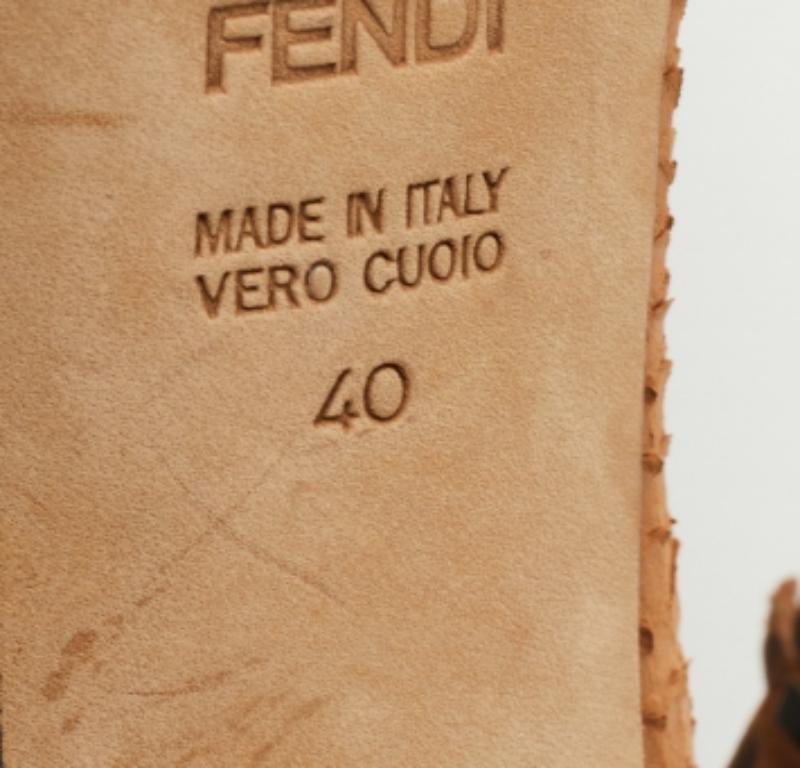 FENDI
MADE IN ITALY
VERO CUOIO
40